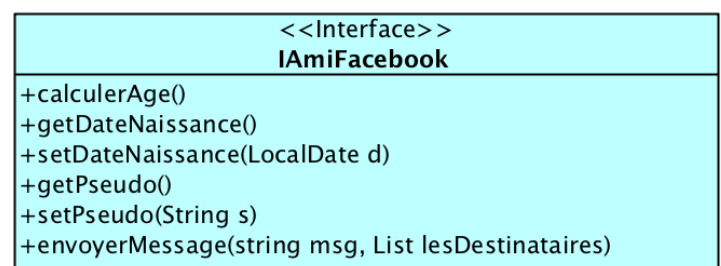 <<Interface>>
IAmiFacebook
+calculerAge()
+getDateNaissance()
+setDateNaissance(LocalDate d)
+getPseudo()
+setPseudo(String s)
+envoyerMessage(string msg, List lesDestinataires)